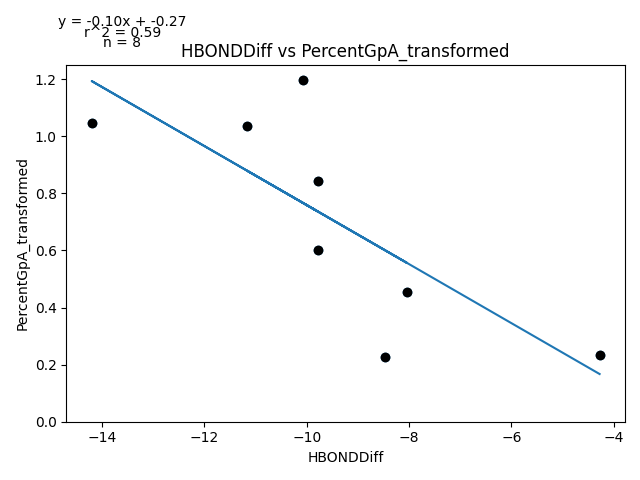 y = -0.10x + -0.27
r^2 = 0.59
n = 8
HBONDDiff vs PercentGpA_transformed
PercentGpA_transformed
1.2
1.0
0.8
0.6
0.4
0.2
0.0
−14 −12 −10 −8 −6 −4
HBONDDiff